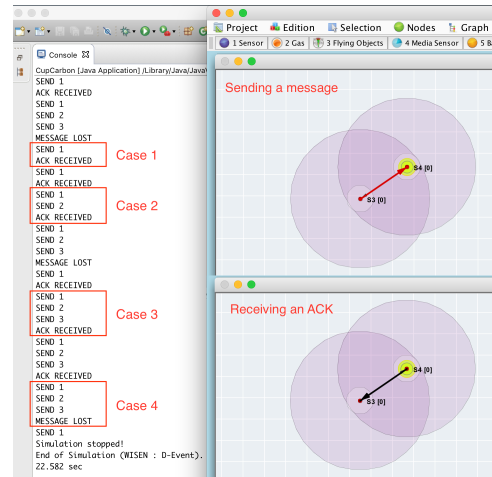 Console
CupCarbon [Java Application] /Library/Java/Java
SEND 1
ACK RECEIVED
SEND 1
SEND 2
SEND 3
MESSAGE LOST
SEND 1
ACK RECEIVED
Case 1
SEND 1
ACK RECEIVED
SEND 1
SEND 2
ACK RECEIVED
Case 2
SEND 1
SEND 2
SEND 3
MESSAGE LOST
SEND 1
ACK RECEIVED
SEND 1
SEND 2
SEND 3
ACK RECEIVED
Case 3
SEND 1
SEND 2
SEND 3
ACK RECEIVED
SEND 1
SEND 2
SEND 3
MESSAGE LOST
Case 4
SEND 1
Simulation stopped!
End of Simulation (WISEN : D-Event).
22.582 sec
Project Edition Selection Nodes Graph
1 Sensor 2 Gas 3 Flying Objects 4 Media Sensor 5 Ba
Sending a message
S4 [0]
S3 [0]
Receiving an ACK
S4 [0]
S3 [0]